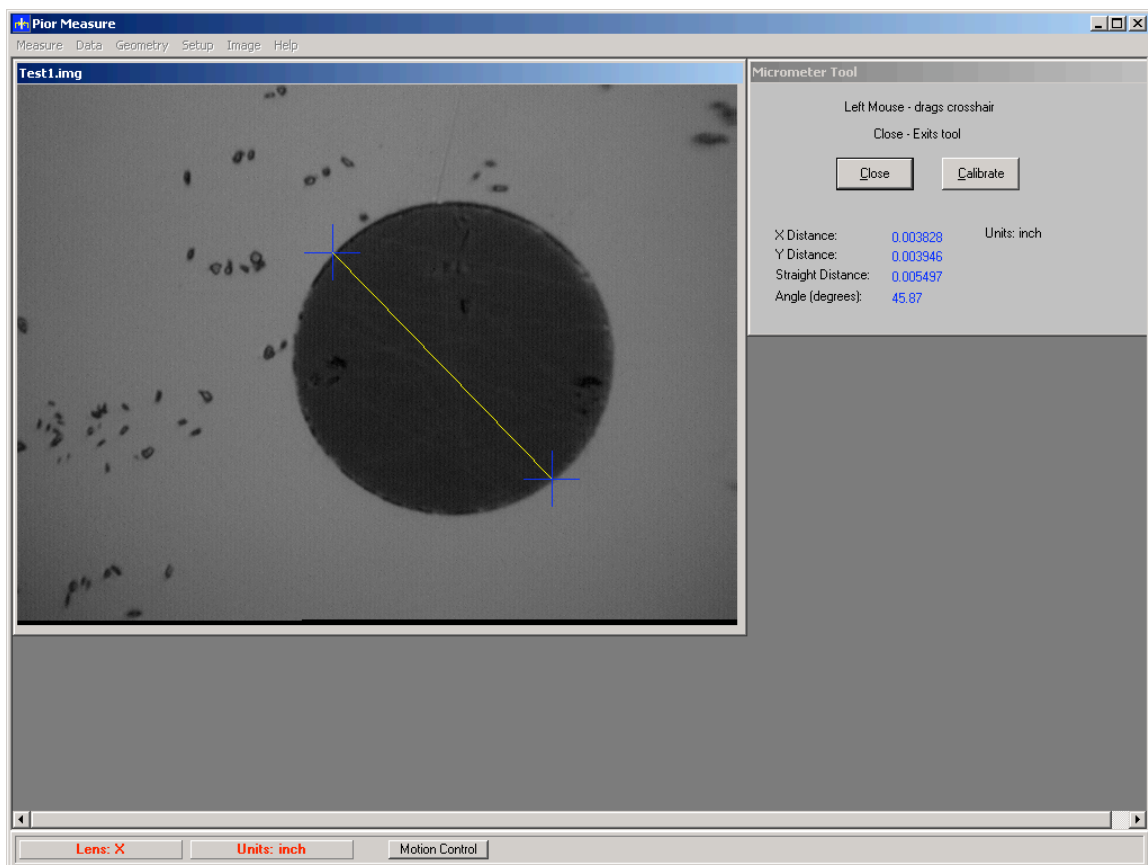 Pior Measure
Measure Data Geometry Setup Image Help
Test1.img
Micrometer Tool
Left Mouse - drags crosshair
Close - Exits tool
Close Calibrate
X Distance: 0.003828 Units: inch
Y Distance: 0.003946
Straight Distance: 0.005497
Angle (degrees): 45.87
Lens: X Units: inch Motion Control